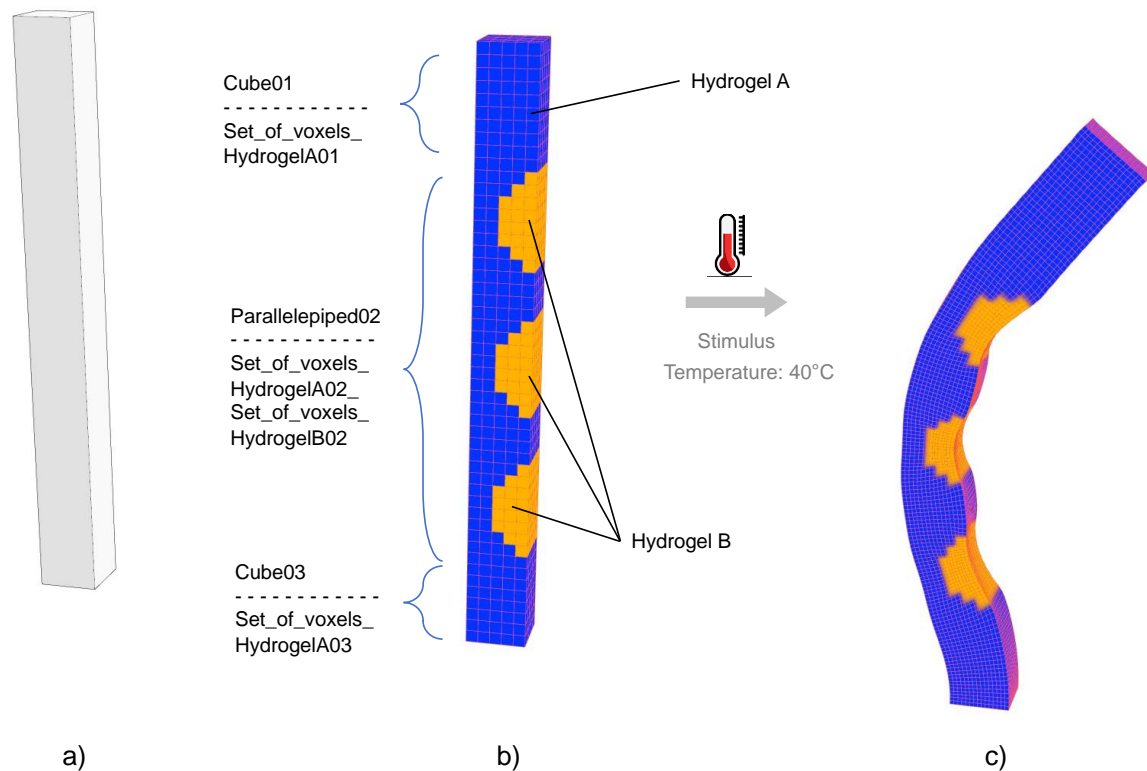 Cube01
- - - - - - - - - - - - - - -
Set_of_voxels_
HydrogelA01
Hydrogel A
Parallelepiped02
- - - - - - - - - - - - - - -
Set_of_voxels_
HydrogelA02_
Set_of_voxels_
HydrogelB02
Stimulus
Temperature: 40°C
Hydrogel B
Cube03
- - - - - - - - - - - - - - -
Set_of_voxels_
HydrogelA03
a)
b)
c)